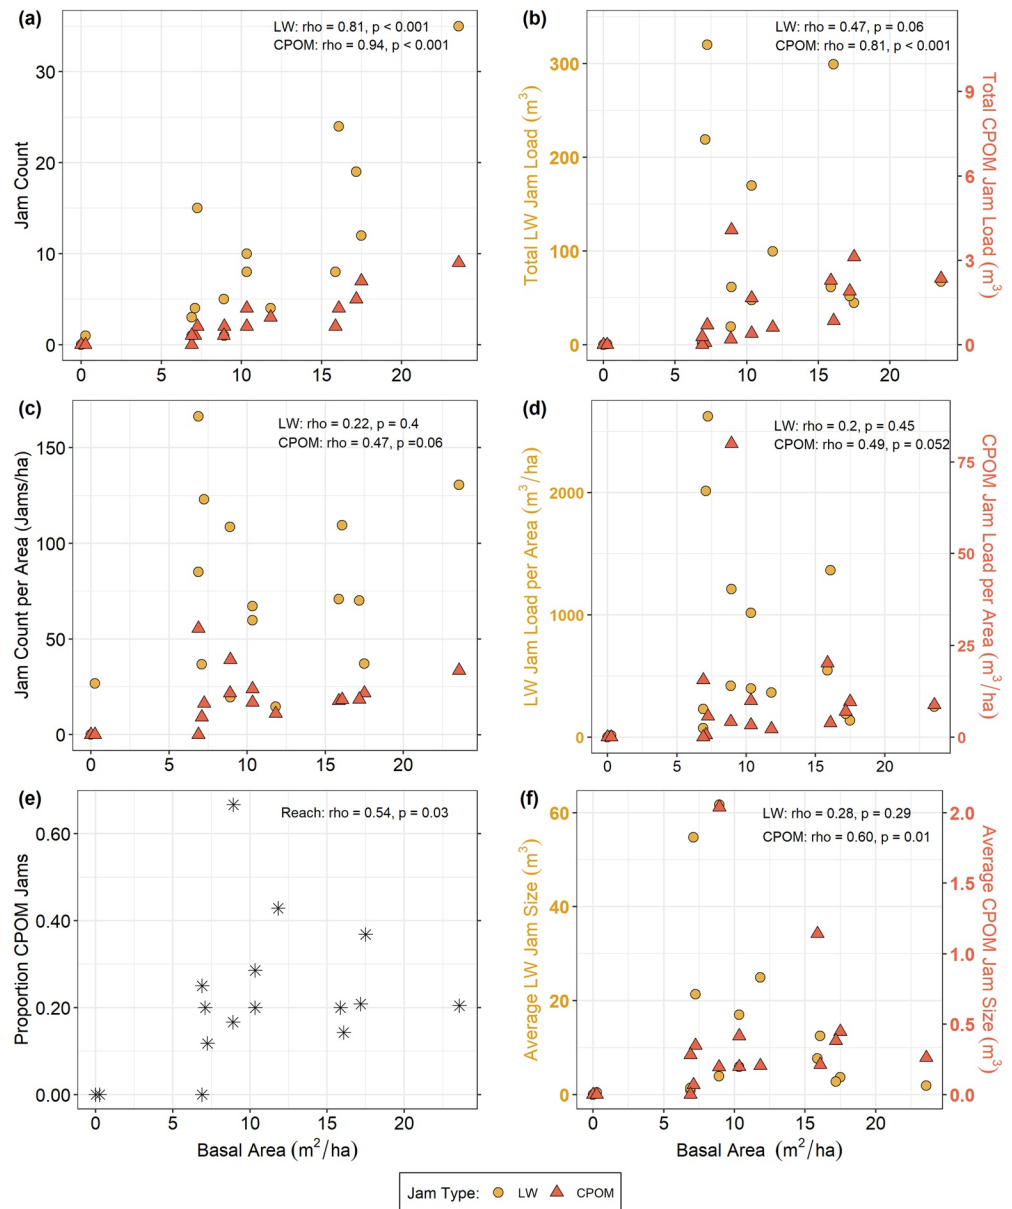 (a)
LW: rho = 0.81, p < 0.001
CPOM: rho = 0.94, p < 0.001
Jam Count
30
20
10
0
0 5 10 15 20
(b)
LW: rho = 0.47, p = 0.06
CPOM: rho = 0.81, p < 0.001
Total LW Jam Load (m³)
300
200
100
0
Total CPOM Jam Load (m³)
9
6
3
0
0 5 10 15 20
(c)
LW: rho = 0.22, p = 0.4
CPOM: rho = 0.47, p =0.06
Jam Count per Area (Jams/ha)
150
100
50
0
0 5 10 15 20
(d)
LW: rho = 0.2, p = 0.45
CPOM: rho = 0.49, p = 0.052
LW Jam Load per Area (m³/ha)
2000
1000
0
CPOM Jam Load per Area (m³/ha)
75
50
25
0
0 5 10 15 20
(e)
Reach: rho = 0.54, p = 0.03
Proportion CPOM Jams
0.60
0.40
0.20
0.00
0 5 10 15 20
Basal Area (m²/ha)
(f)
LW: rho = 0.28, p = 0.29
CPOM: rho = 0.60, p = 0.01
Average LW Jam Size (m³)
60
40
20
0
Average CPOM Jam Size (m³)
2.0
1.5
1.0
0.5
0.0
0 5 10 15 20
Basal Area (m²/ha)
Jam Type: LW CPOM